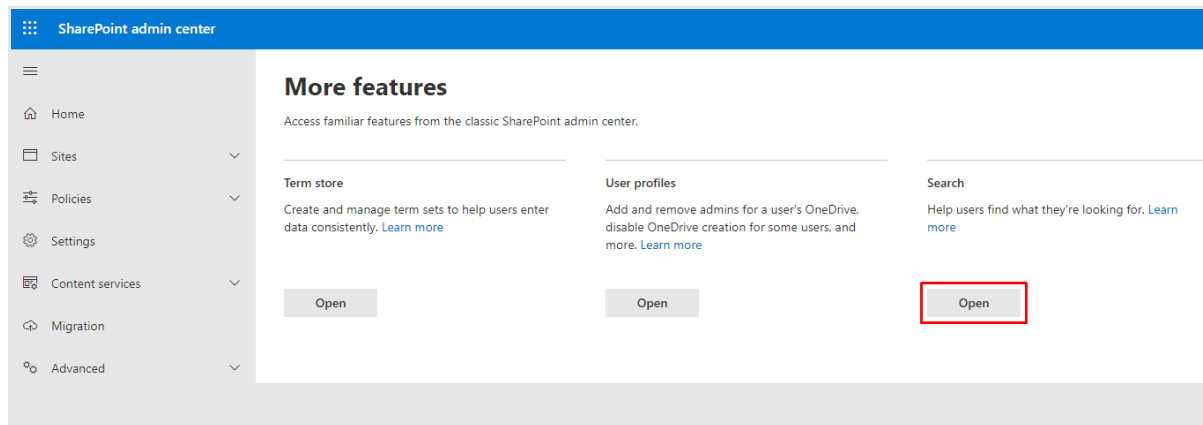 SharePoint admin center
Home
Sites
Policies
Settings
Content services
Migration
Advanced
More features
Access familiar features from the classic SharePoint admin center.
Term store
Create and manage term sets to help users enter
data consistently. Learn more
Open
User profiles
Add and remove admins for a user's OneDrive,
disable OneDrive creation for some users, and
more. Learn more
Open
Search
Help users find what they're looking for. Learn
more
Open